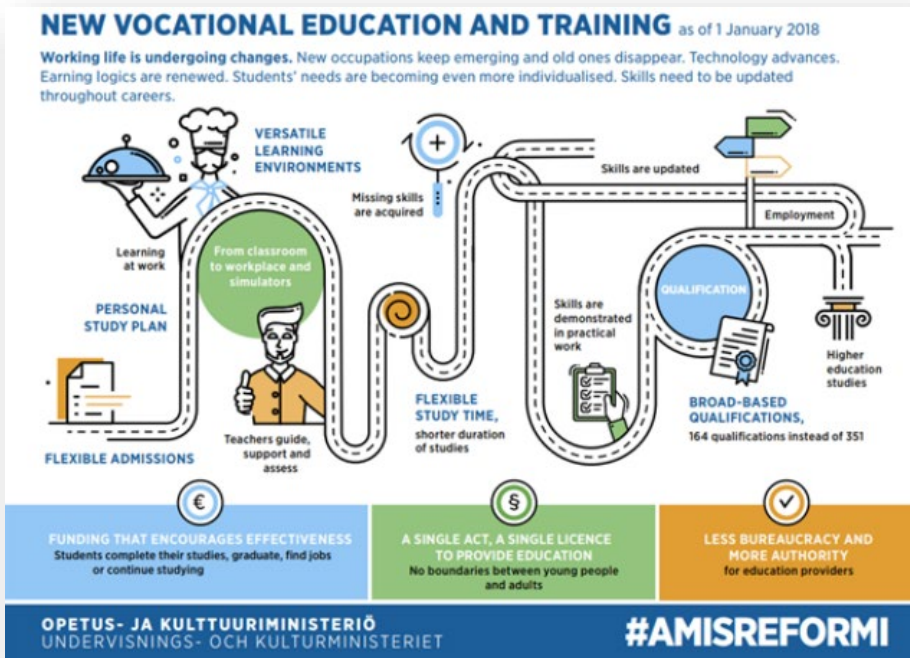 NEW VOCATIONAL EDUCATION AND TRAINING as of 1 January 2018
Working life is undergoing changes. New occupations keep emerging and old ones disappear. Technology advances.
Earning logics are renewed. Students' needs are becoming even more individualised. Skills need to be updated
throughout careers.
VERSATILE
LEARNING
ENVIRONMENTS
Missing skills
are acquired
Skills are updated
Employment
Learning
at work
From classroom
to workplace and
simulators
PERSONAL
STUDY PLAN
QUALIFICATION
Skills are
demonstrated
in practical
work
Higher
education
studies
FLEXIBLE ADMISSIONS
Teachers guide,
support and
assess
FLEXIBLE
STUDY TIME,
shorter duration
of studies
BROAD-BASED
QUALIFICATIONS,
164 qualifications instead of 351
€
FUNDING THAT ENCOURAGES EFFECTIVENESS
Students complete their studies, graduate, find jobs
or continue studying
§
A SINGLE ACT, A SINGLE LICENCE
TO PROVIDE EDUCATION
No boundaries between young people
and adults
LESS BUREAUCRACY AND
MORE AUTHORITY
for education providers
OPETUS- JA KULTTUURIMINISTERIÖ
UNDERVISNINGS- OCH KULTURMINISTERIET
#AMISREFORMI